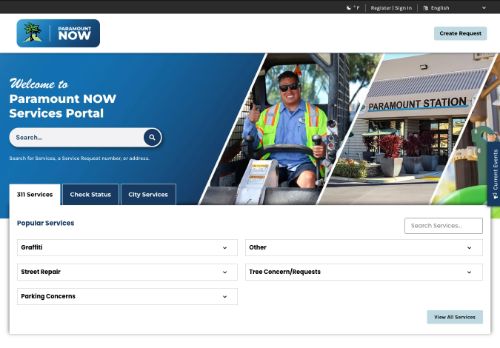 ° F | Register | Sign In | English
PARAMOUNT
NOW
Create Request
Welcome to
Paramount NOW
Services Portal
PARAMOUNT STATION
Search...
Search for Services, a Service Request number, or address.
Current Events
311 Services
Check Status
City Services
Popular Services
Search Services..
Graffiti
Other
Street Repair
Tree Concern/Requests
Parking Concerns
View All Services